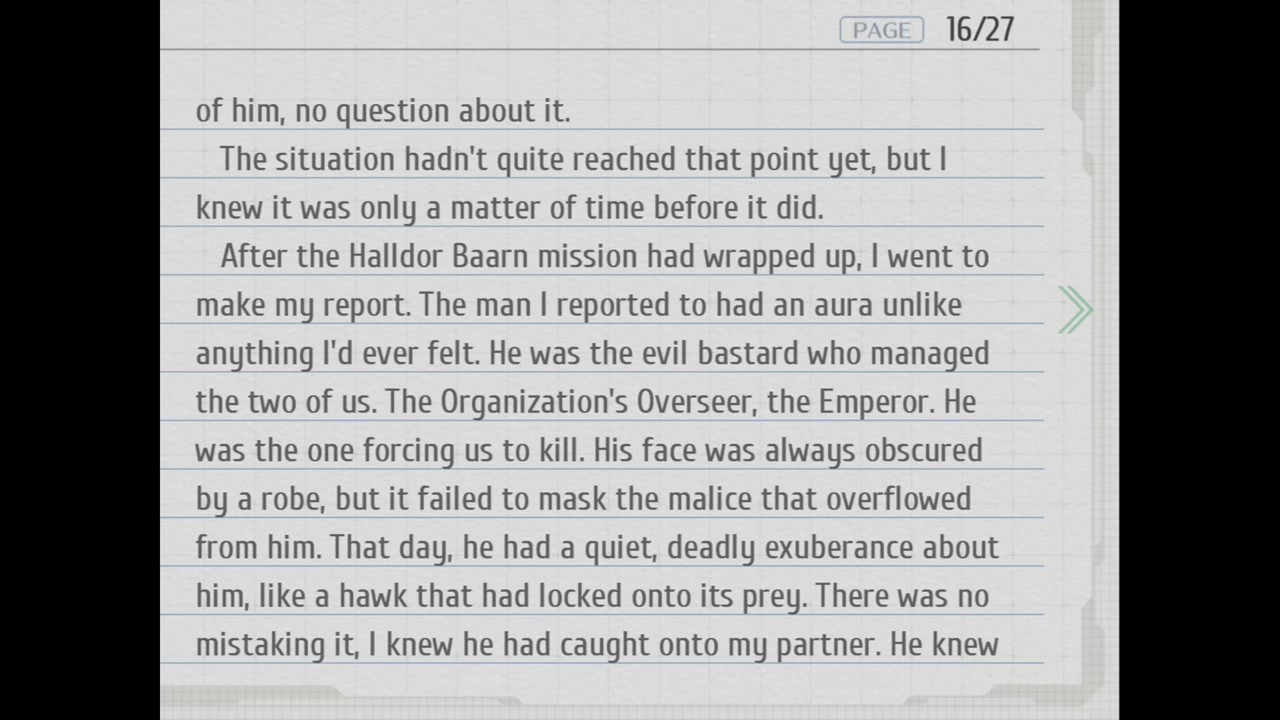 PAGE 16/27
of him, no question about it.
The situation hadn't quite reached that point yet, but I
knew it was only a matter of time before it did.
After the Halldor Baarn mission had wrapped up, I went to
make my report. The man I reported to had an aura unlike
anything I'd ever felt. He was the evil bastard who managed
the two of us. The Organization's Overseer, the Emperor. He
was the one forcing us to kill. His face was always obscured
by a robe, but it failed to mask the malice that overflowed
from him. That day, he had a quiet, deadly exuberance about
him, like a hawk that had locked onto its prey. There was no
mistaking it, I knew he had caught onto my partner. He knew